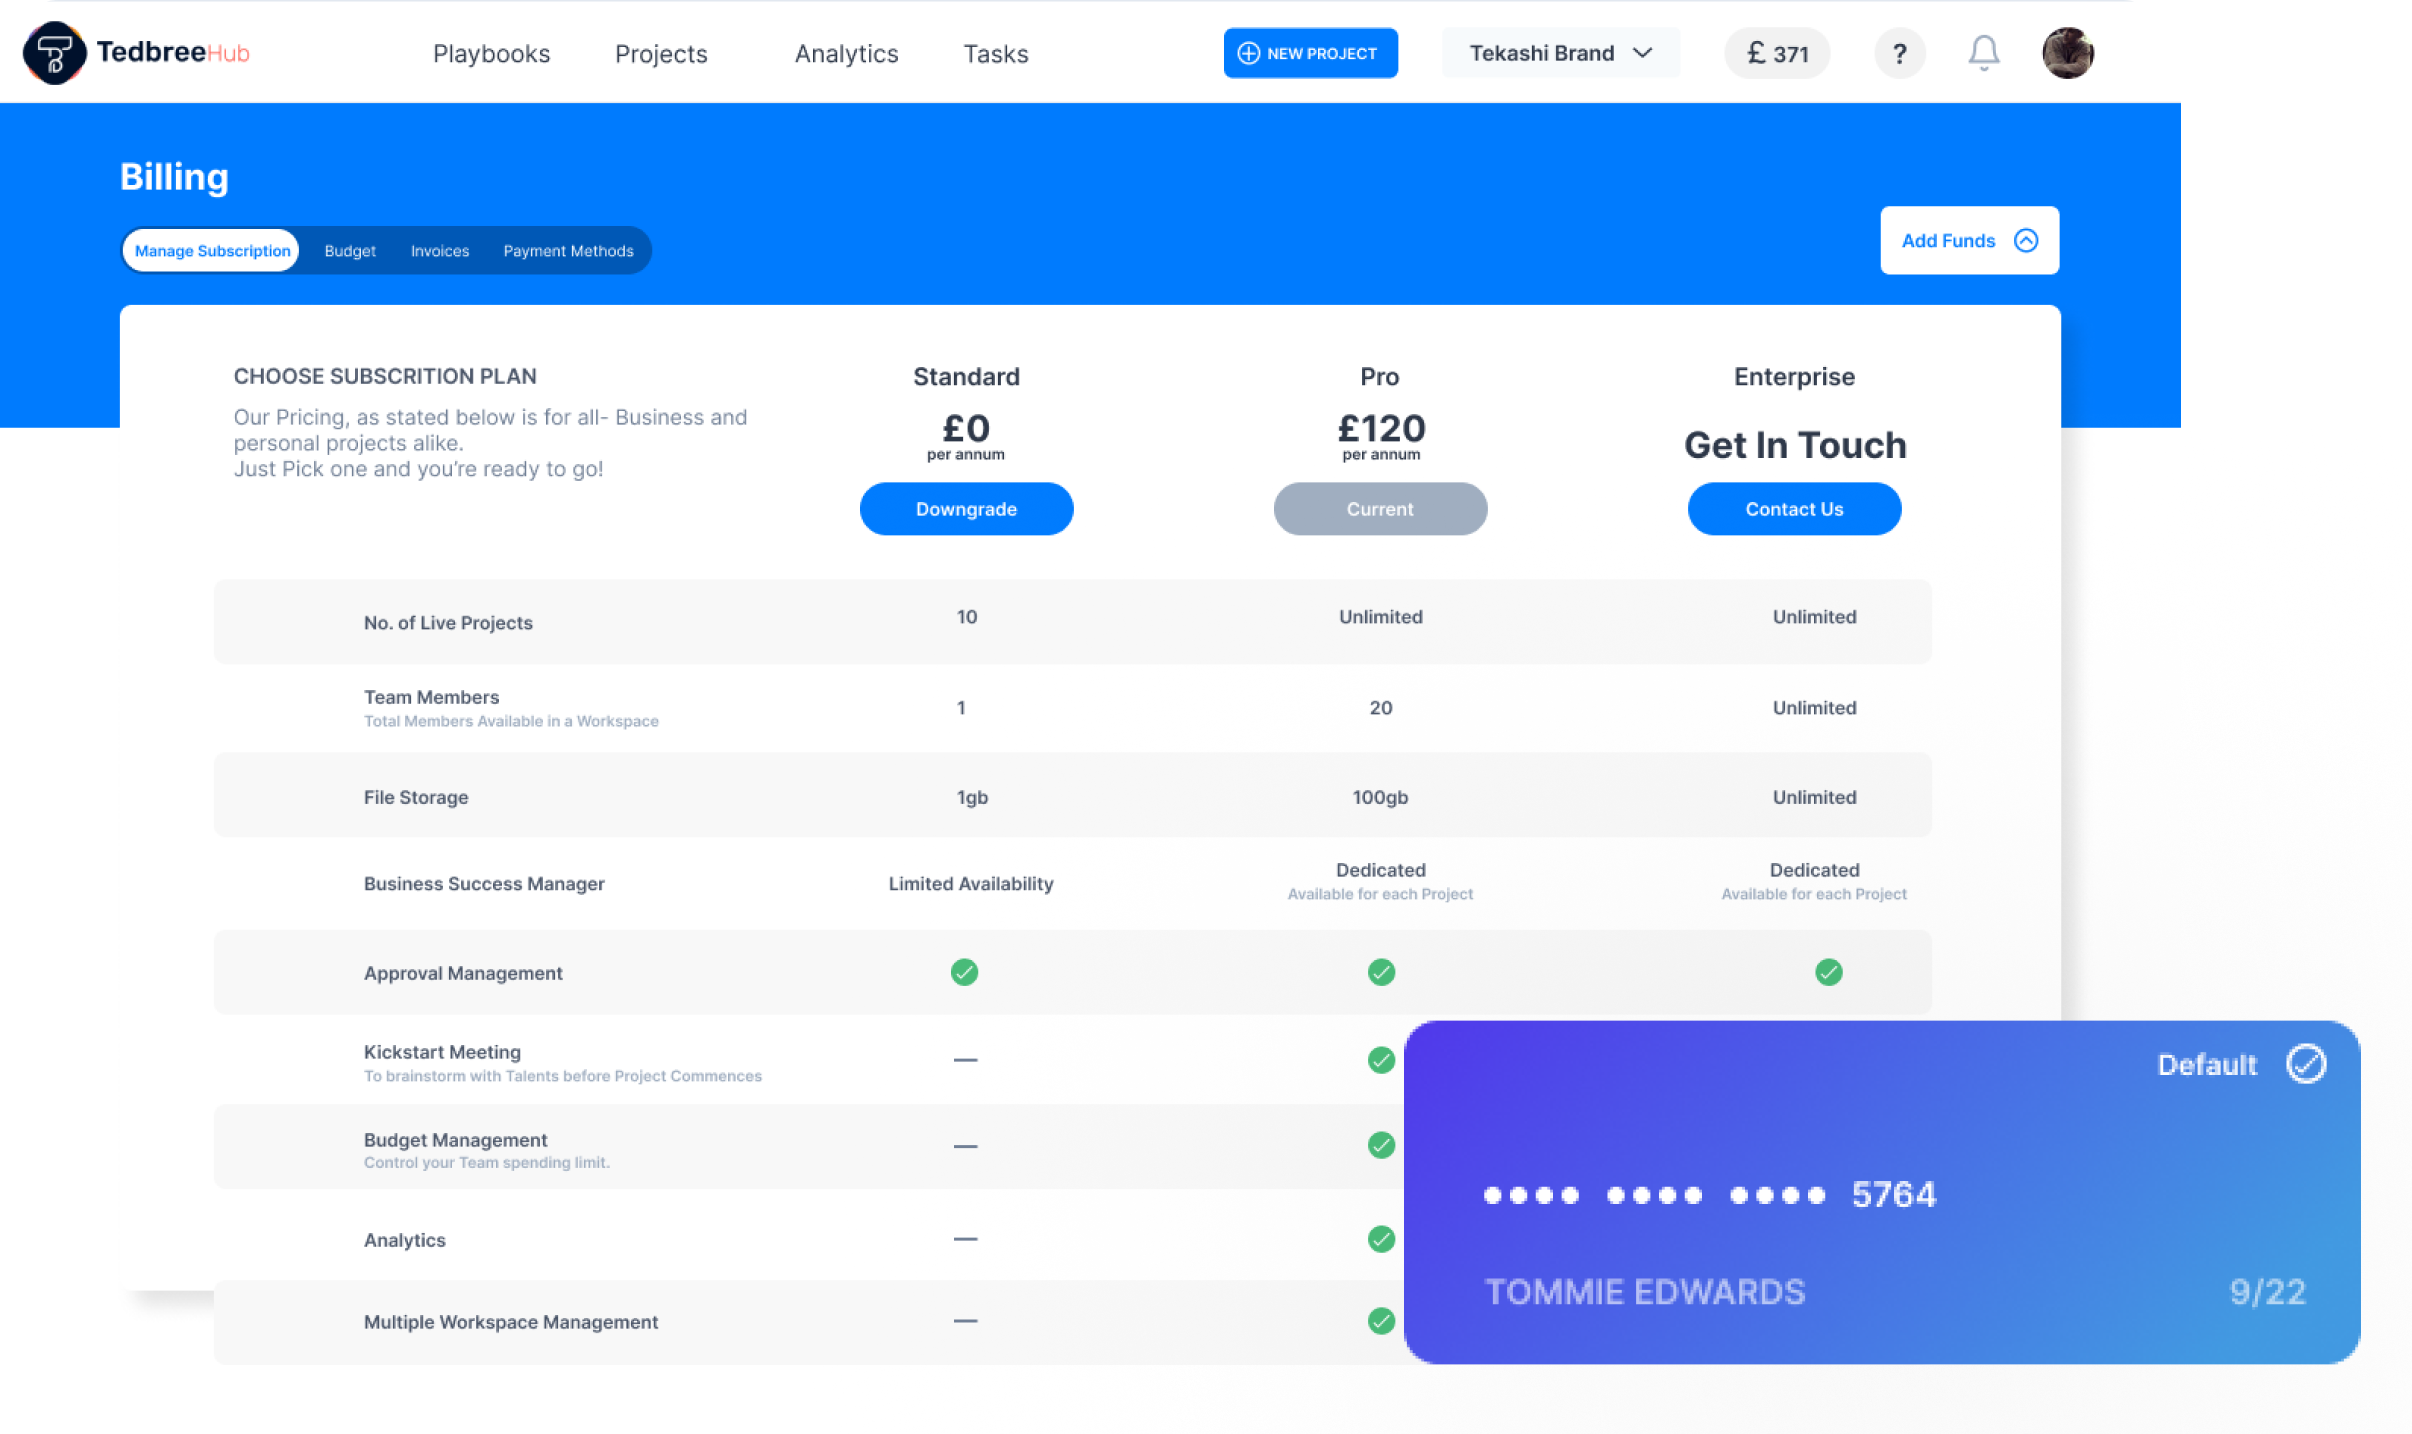 TedbreeHub
Playbooks Projects Analytics Tasks
NEW PROJECT
Tekashi Brand
£ 371
?
Billing
Manage Subscription Budget Invoices Payment Methods
Add Funds
CHOOSE SUBSCRITION PLAN
Our Pricing, as stated below is for all- Business and
personal projects alike.
Just Pick one and you're ready to go!
Standard
£0
per annum
Downgrade
Pro
£120
per annum
Current
Enterprise
Get In Touch
Contact Us
No. of Live Projects 10 Unlimited Unlimited
Team Members
Total Members Available in a Workspace
1 20 Unlimited
File Storage 1gb 100gb Unlimited
Business Success Manager Limited Availability
Dedicated
Available for each Project
Dedicated
Available for each Project
Approval Management
Kickstart Meeting
To brainstorm with Talents before Project Commences
—
Budget Management
Control your Team spending limit.
—
Analytics —
Multiple Workspace Management —
Default
•••• •••• •••• 5764
TOMMIE EDWARDS 9/22